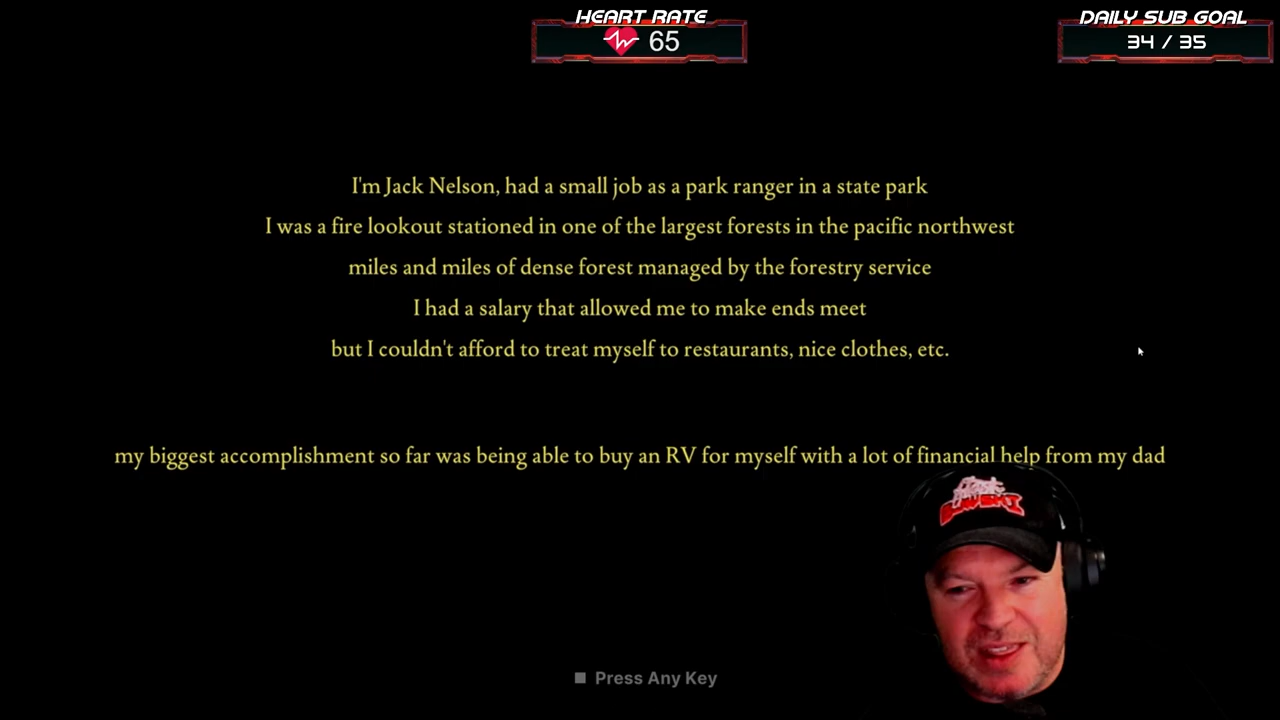 HEART RATE
65
DAILY SUB GOAL
34 / 35
I'm Jack Nelson, had a small job as a park ranger in a state park
I was a fire lookout stationed in one of the largest forests in the pacific northwest
miles and miles of dense forest managed by the forestry service
I had a salary that allowed me to make ends meet
but I couldn't afford to treat myself to restaurants, nice clothes, etc.
my biggest accomplishment so far was being able to buy an RV for myself with a lot of financial help from my dad
Press Any Key